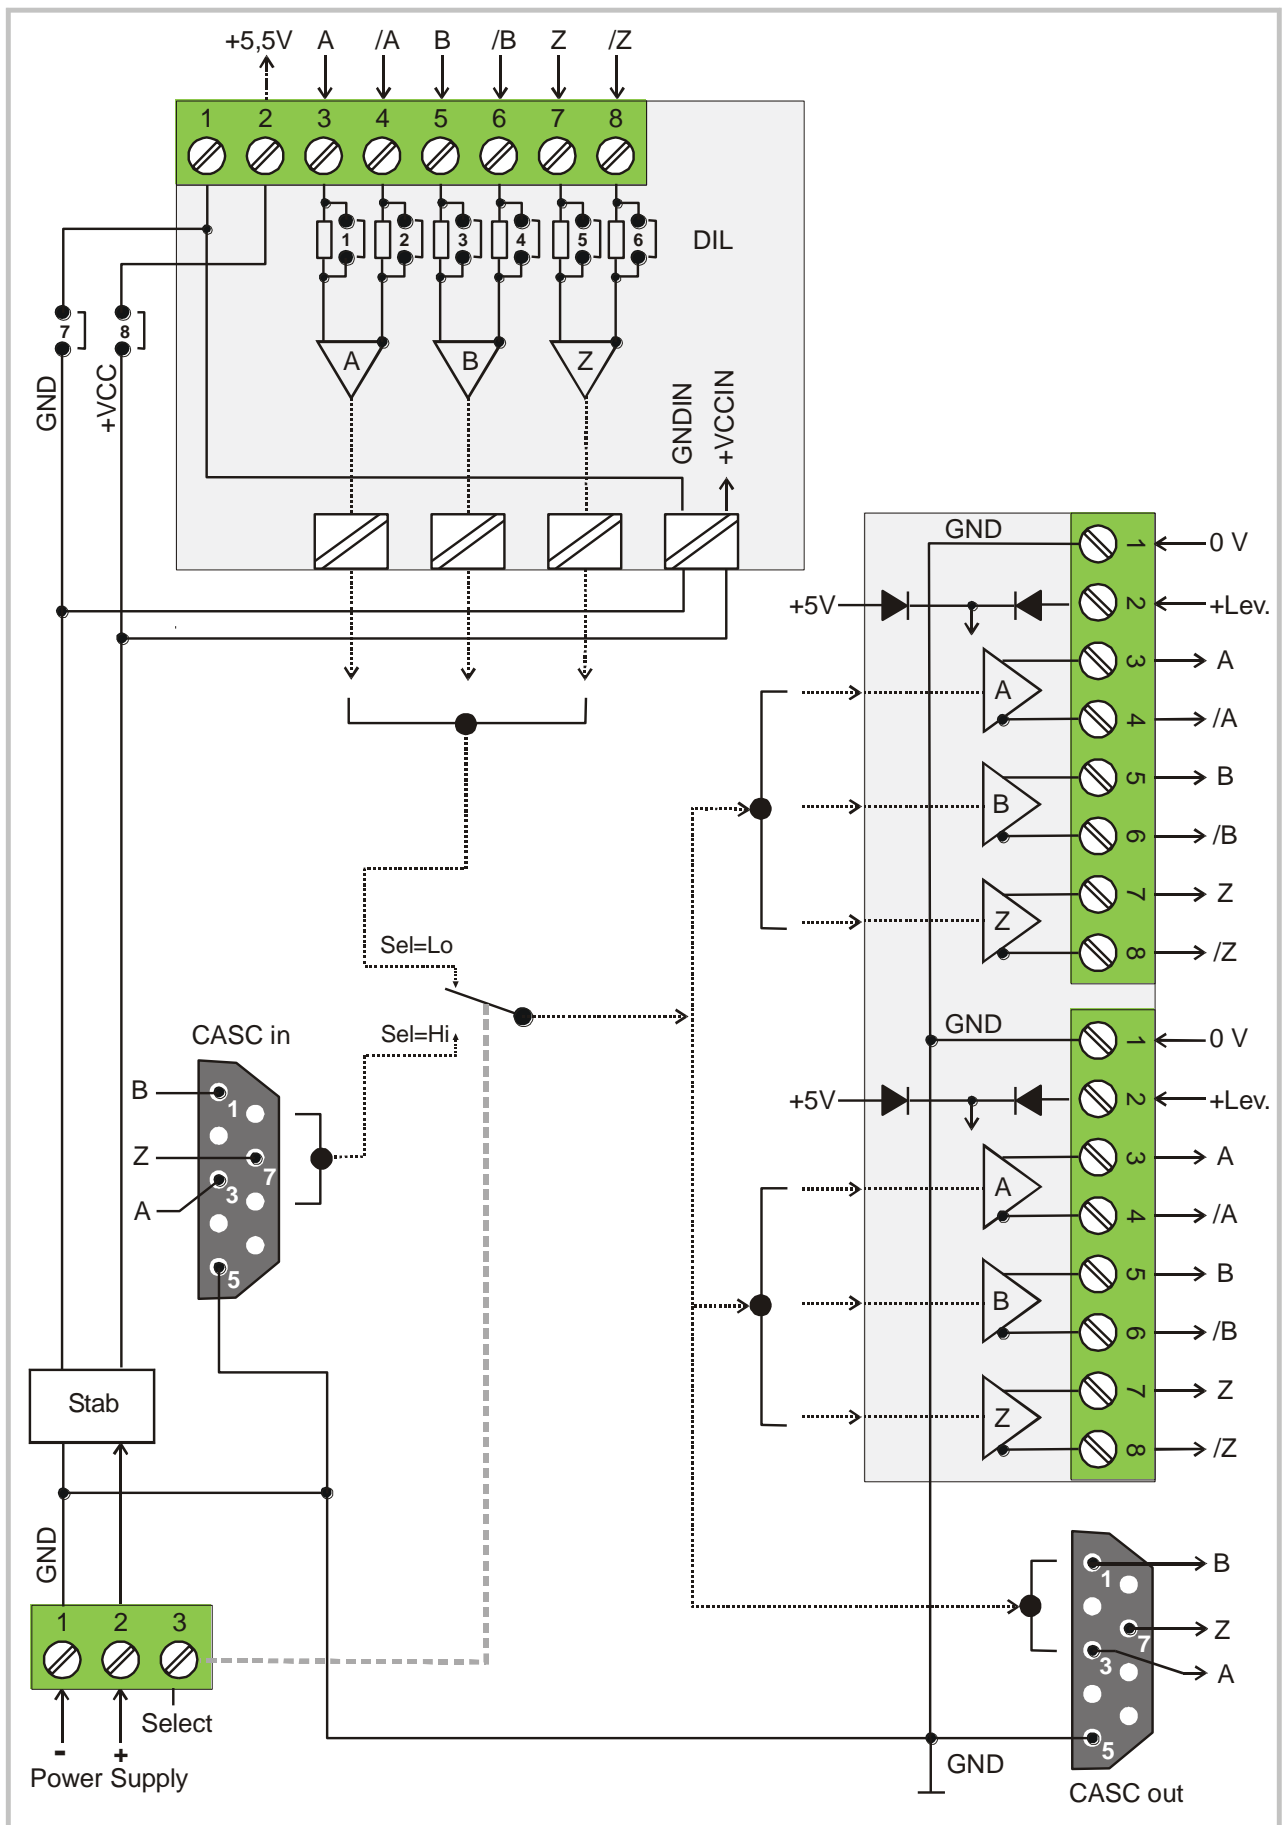 +5,5V A /A B /B Z /Z
1 2 3 4 5 6 7 8
1 2 3 4 5 6 DIL
7 8
GND +VCC
A B Z
GNDIN +VCCIN
GND 1 0 V
+5V 2 +Lev.
A 3 A
4 /A
B 5 B
6 /B
Z 7 Z
8 /Z
Sel=Lo
Sel=Hi
CASC in
B 1
Z 7
A 3
5
GND 1 0 V
+5V 2 +Lev.
A 3 A
4 /A
B 5 B
6 /B
Z 7 Z
8 /Z
Stab
GND
1 2 3
Select
- +
Power Supply
1 B
7 Z
3 A
5
GND
CASC out